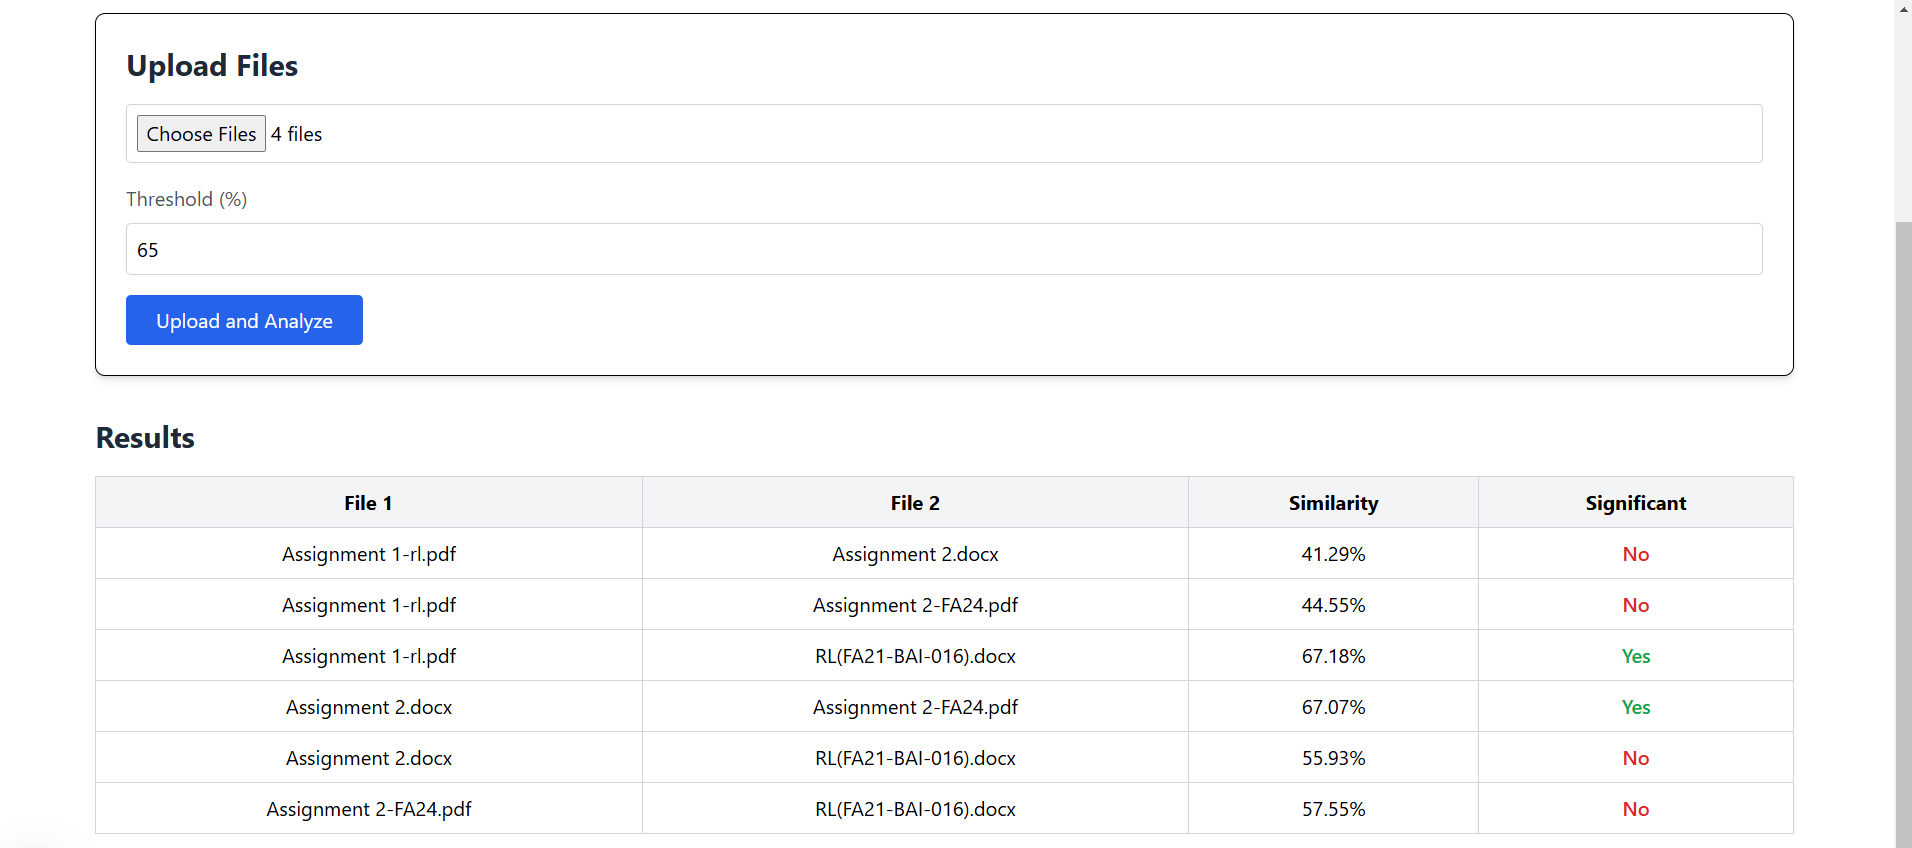 Upload Files
Choose Files 4 files
Threshold (%)
65
Upload and Analyze
Results
File 1 File 2 Similarity Significant
Assignment 1-rl.pdf Assignment 2.docx 41.29% No
Assignment 1-rl.pdf Assignment 2-FA24.pdf 44.55% No
Assignment 1-rl.pdf RL(FA21-BAI-016).docx 67.18% Yes
Assignment 2.docx Assignment 2-FA24.pdf 67.07% Yes
Assignment 2.docx RL(FA21-BAI-016).docx 55.93% No
Assignment 2-FA24.pdf RL(FA21-BAI-016).docx 57.55% No